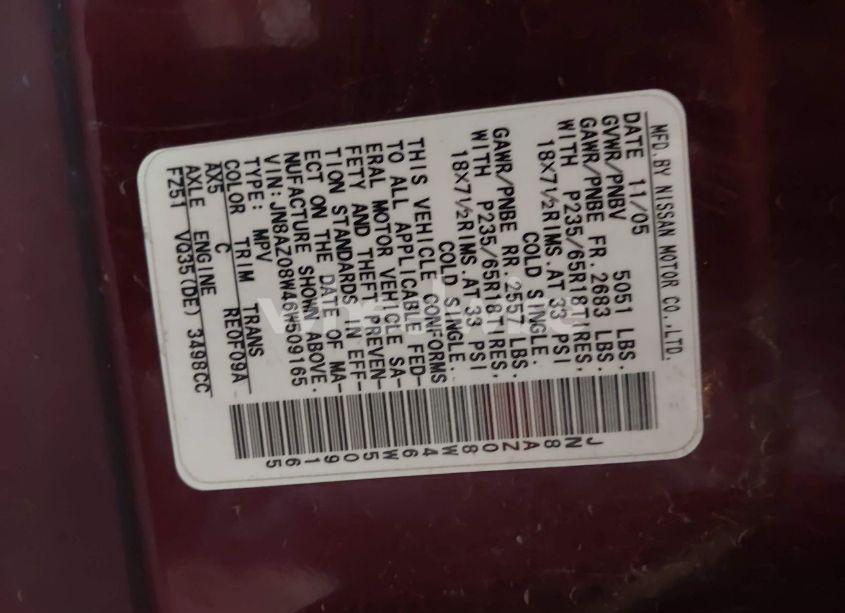 MFD.BY NISSAN MOTOR CO.,LTD.
DATE 11/05
GVWR/PNBV 5051 LBS.
GAWR/PNBE FR. 2683 LBS.
WITH P235/65R18TIRES,
18X7½RIMS.AT 33 PSI
COLD SINGLE.
GAWR/PNBE RR 2557 LBS.
WITH P235/65R18TIRES,
18X7½RIMS.AT 33 PSI
COLD SINGLE.
THIS VEHICLE CONFORMS
TO ALL APPLICABLE FED-
ERAL MOTOR VEHICLE SA-
FETY AND THEFT PREVEN-
TION STANDARDS IN EFF-
ECT ON THE DATE OF MA-
NUFACTURE SHOWN ABOVE.
VIN:JN8AZ08W46W509165
TYPE: MPV
COLOR TRIM TRANS
AX5 C RE0F09A
AXLE ENGINE
FZ51 VQ35(DE) 3498CC
JN8AZ08W46W509165